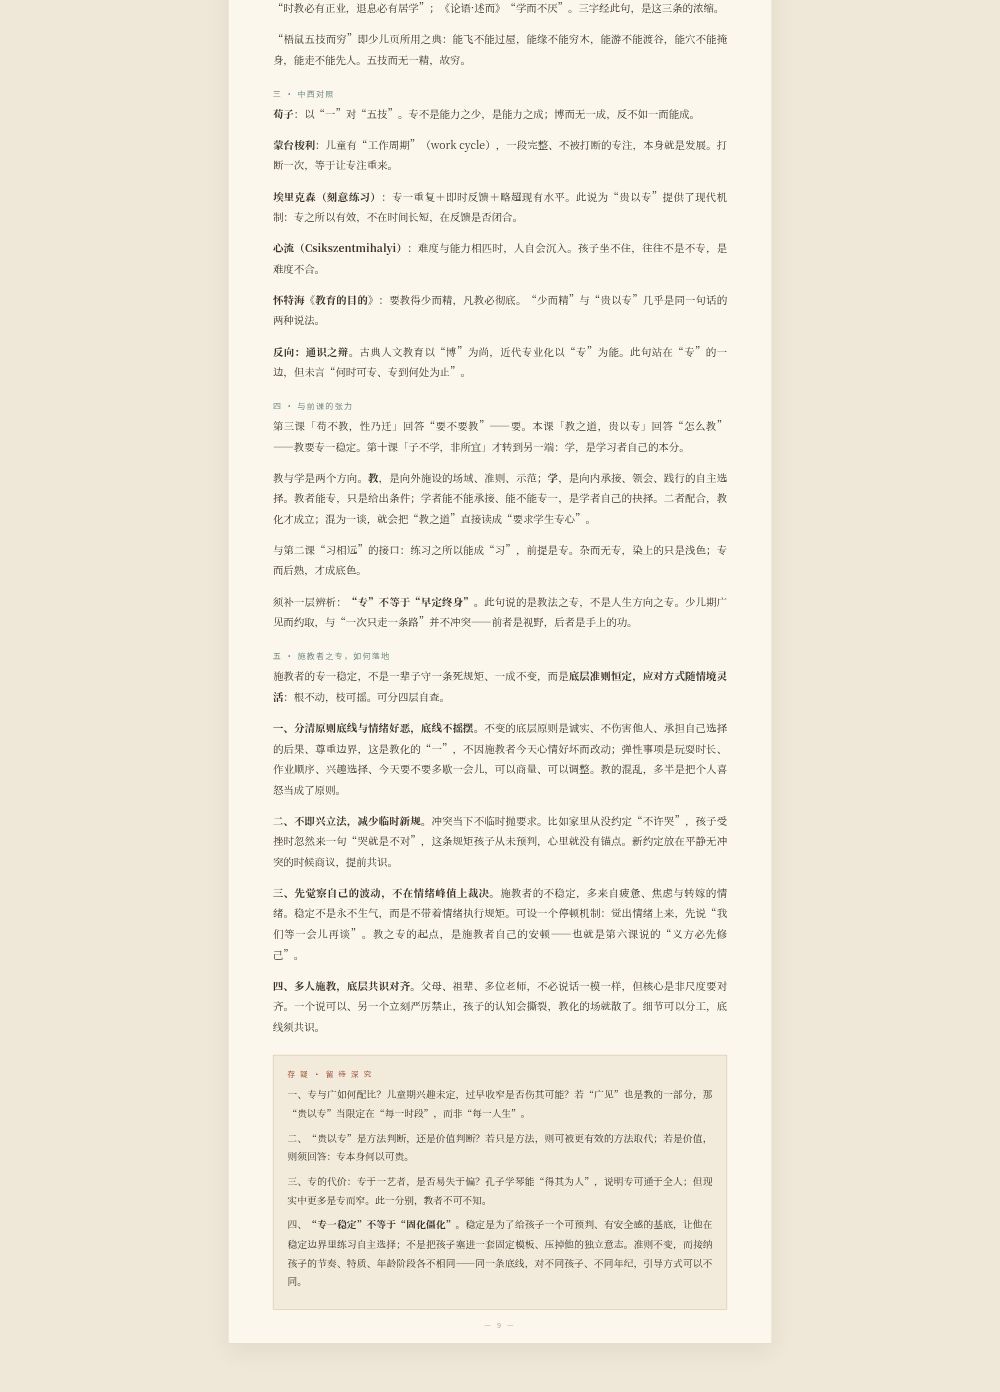 “时教必有正业，退息必有居学”；《论语·述而》“学而不厌”。三字经此句，是这三条的浓缩。
“梧鼠五技而穷”即少儿页所用之典：能飞不能过屋，能缘不能穷木，能游不能渡谷，能穴不能掩
身，能走不能先人。五技而无一精，故穷。
三 · 中西对照
荀子：以“一”对“五技”。专不是能力之少，是能力之成；博而无一成，反不如一而能成。
蒙台梭利：儿童有“工作周期”（work cycle），一段完整、不被打断的专注，本身就是发展。打
断一次，等于让专注重来。
埃里克森（刻意练习）：专一重复＋即时反馈＋略超现有水平。此说为“贵以专”提供了现代机
制：专之所以有效，不在时间长短，在反馈是否闭合。
心流（Csikszentmihalyi）：难度与能力相匹时，人自会沉入。孩子坐不住，往往不是不专，是
难度不合。
怀特海《教育的目的》：要教得少而精，凡教必彻底。“少而精”与“贵以专”几乎是同一句话的
两种说法。
反向：通识之辩。古典人文教育以“博”为尚，近代专业化以“专”为能。此句站在“专”的一
边，但未言“何时可专、专到何处为止”。
四 · 与前课的张力
第三课「苟不教，性乃迁」回答“要不要教”——要。本课「教之道，贵以专」回答“怎么教”
——教要专一稳定。第十课「子不学，非所宜」才转到另一端：学，是学习者自己的本分。
教与学是两个方向。教，是向外施设的场域、准则、示范；学，是向内承接、领会、践行的自主选
择。教者能专，只是给出条件；学者能不能承接、能不能专一，是学者自己的抉择。二者配合，教
化才成立；混为一谈，就会把“教之道”直接读成“要求学生专心”。
与第二课“习相远”的接口：练习之所以能成“习”，前提是专。杂而无专，染上的只是浅色；专
而后熟，才成底色。
须补一层辨析：“专”不等于“早定终身”。此句说的是教法之专，不是人生方向之专。少儿期广
见而约取，与“一次只走一条路”并不冲突——前者是视野，后者是手上的功。
五 · 施教者之专，如何落地
施教者的专一稳定，不是一辈子守一条死规矩、一成不变，而是底层准则恒定，应对方式随情境灵
活：根不动，枝可摇。可分四层自查。
一、分清原则底线与情绪好恶，底线不摇摆。不变的底层原则是诚实、不伤害他人、承担自己选择
的后果、尊重边界，这是教化的“一”，不因施教者今天心情好坏而改动；弹性事项是玩耍时长、
作业顺序、兴趣选择、今天要不要多歇一会儿，可以商量、可以调整。教的混乱，多半是把个人喜
怒当成了原则。
二、不即兴立法，减少临时新规。冲突当下不临时抛要求。比如家里从没约定“不许哭”，孩子受
挫时忽然来一句“哭就是不对”，这条规矩孩子从未预判，心里就没有锚点。新约定放在平静无冲
突的时候商议，提前共识。
三、先觉察自己的波动，不在情绪峰值上裁决。施教者的不稳定，多来自疲惫、焦虑与转嫁的情
绪。稳定不是永不生气，而是不带着情绪执行规矩。可设一个停顿机制：觉出情绪上来，先说“我
们等一会儿再谈”。教之专的起点，是施教者自己的安顿——也就是第六课说的“义方必先修
己”。
四、多人施教，底层共识对齐。父母、祖辈、多位老师，不必说话一模一样，但核心是非尺度要对
齐。一个说可以、另一个立刻严厉禁止，孩子的认知会撕裂，教化的场就散了。细节可以分工，底
线须共识。
存疑 · 留待深究
一、专与广如何配比？儿童期兴趣未定，过早收窄是否伤其可能？若“广见”也是教的一部分，那
“贵以专”当限定在“每一时段”，而非“每一人生”。
二、“贵以专”是方法判断，还是价值判断？若只是方法，则可被更有效的方法取代；若是价值，
则须回答：专本身何以可贵。
三、专的代价：专于一艺者，是否易失于偏？孔子学琴能“得其为人”，说明专可通于全人；但现
实中更多是专而窄。此一分别，教者不可不知。
四、“专一稳定”不等于“固化僵化”。稳定是为了给孩子一个可预判、有安全感的基底，让他在
稳定边界里练习自主选择；不是把孩子塞进一套固定模板、压掉他的独立意志。准则不变，而接纳
孩子的节奏、特质、年龄阶段各不相同——同一条底线，对不同孩子、不同年纪，引导方式可以不
同。
— 9 —